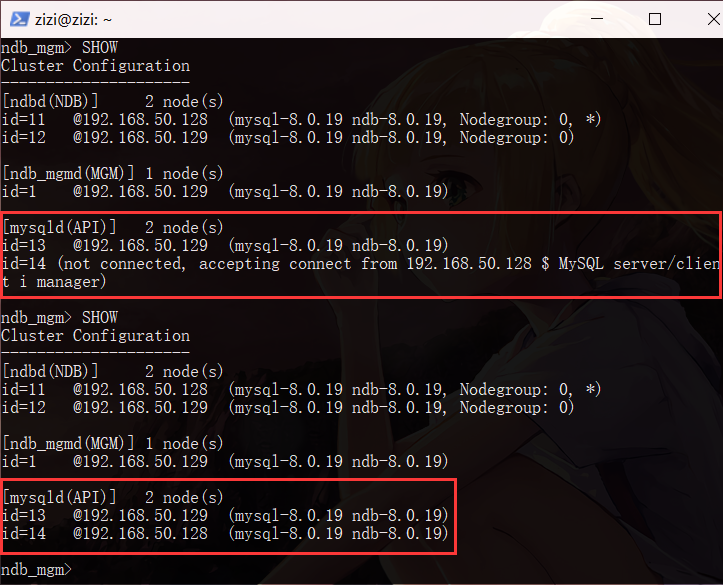 zizi@zizi: ~
ndb_mgm> SHOW
Cluster Configuration
---------------------
[ndbd(NDB)]     2 node(s)
id=11   @192.168.50.128  (mysql-8.0.19 ndb-8.0.19, Nodegroup: 0, *)
id=12   @192.168.50.129  (mysql-8.0.19 ndb-8.0.19, Nodegroup: 0)
[ndb_mgmd(MGM)] 1 node(s)
id=1    @192.168.50.129  (mysql-8.0.19 ndb-8.0.19)
[mysqld(API)]   2 node(s)
id=13   @192.168.50.129  (mysql-8.0.19 ndb-8.0.19)
id=14 (not connected, accepting connect from 192.168.50.128 $ MySQL server/clien
t i manager)
ndb_mgm> SHOW
Cluster Configuration
---------------------
[ndbd(NDB)]     2 node(s)
id=11   @192.168.50.128  (mysql-8.0.19 ndb-8.0.19, Nodegroup: 0, *)
id=12   @192.168.50.129  (mysql-8.0.19 ndb-8.0.19, Nodegroup: 0)
[ndb_mgmd(MGM)] 1 node(s)
id=1    @192.168.50.129  (mysql-8.0.19 ndb-8.0.19)
[mysqld(API)]   2 node(s)
id=13   @192.168.50.129  (mysql-8.0.19 ndb-8.0.19)
id=14   @192.168.50.128  (mysql-8.0.19 ndb-8.0.19)
ndb_mgm>